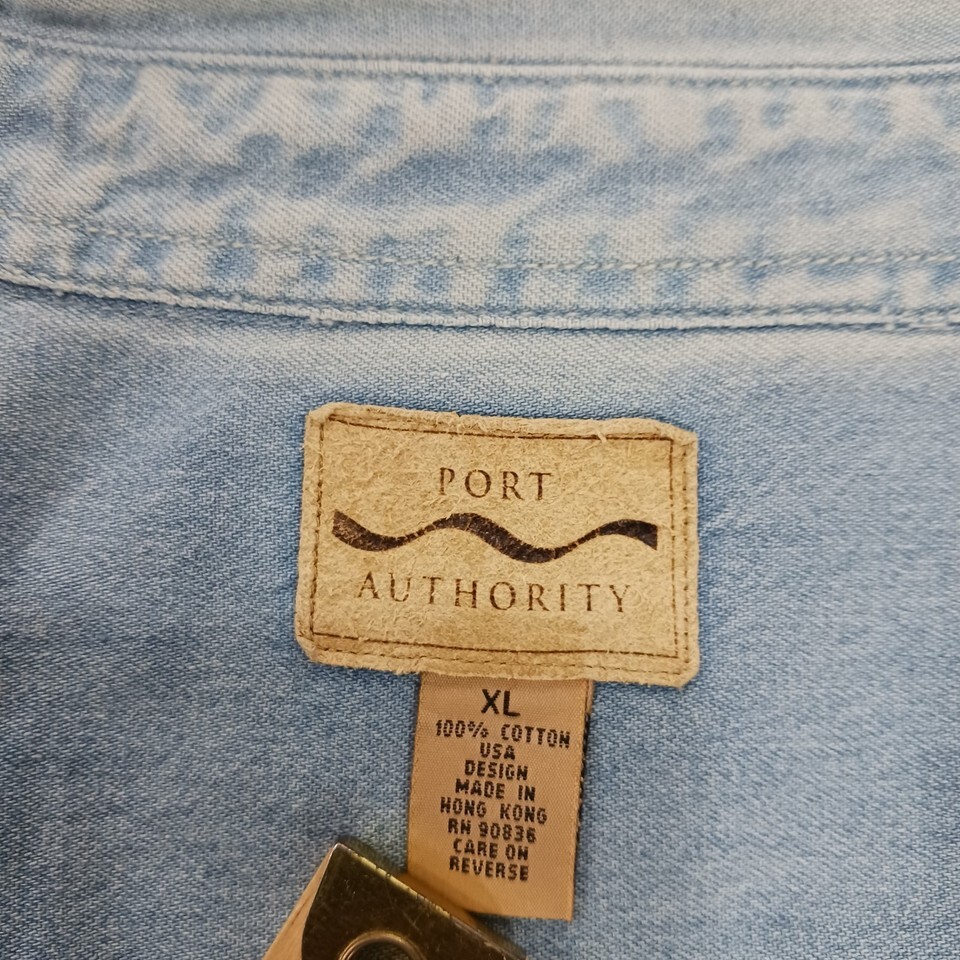 PORT
AUTHORITY
XL
100% COTTON
USA
DESIGN
MADE IN
HONG KONG
RN 90836
CARE ON
REVERSE